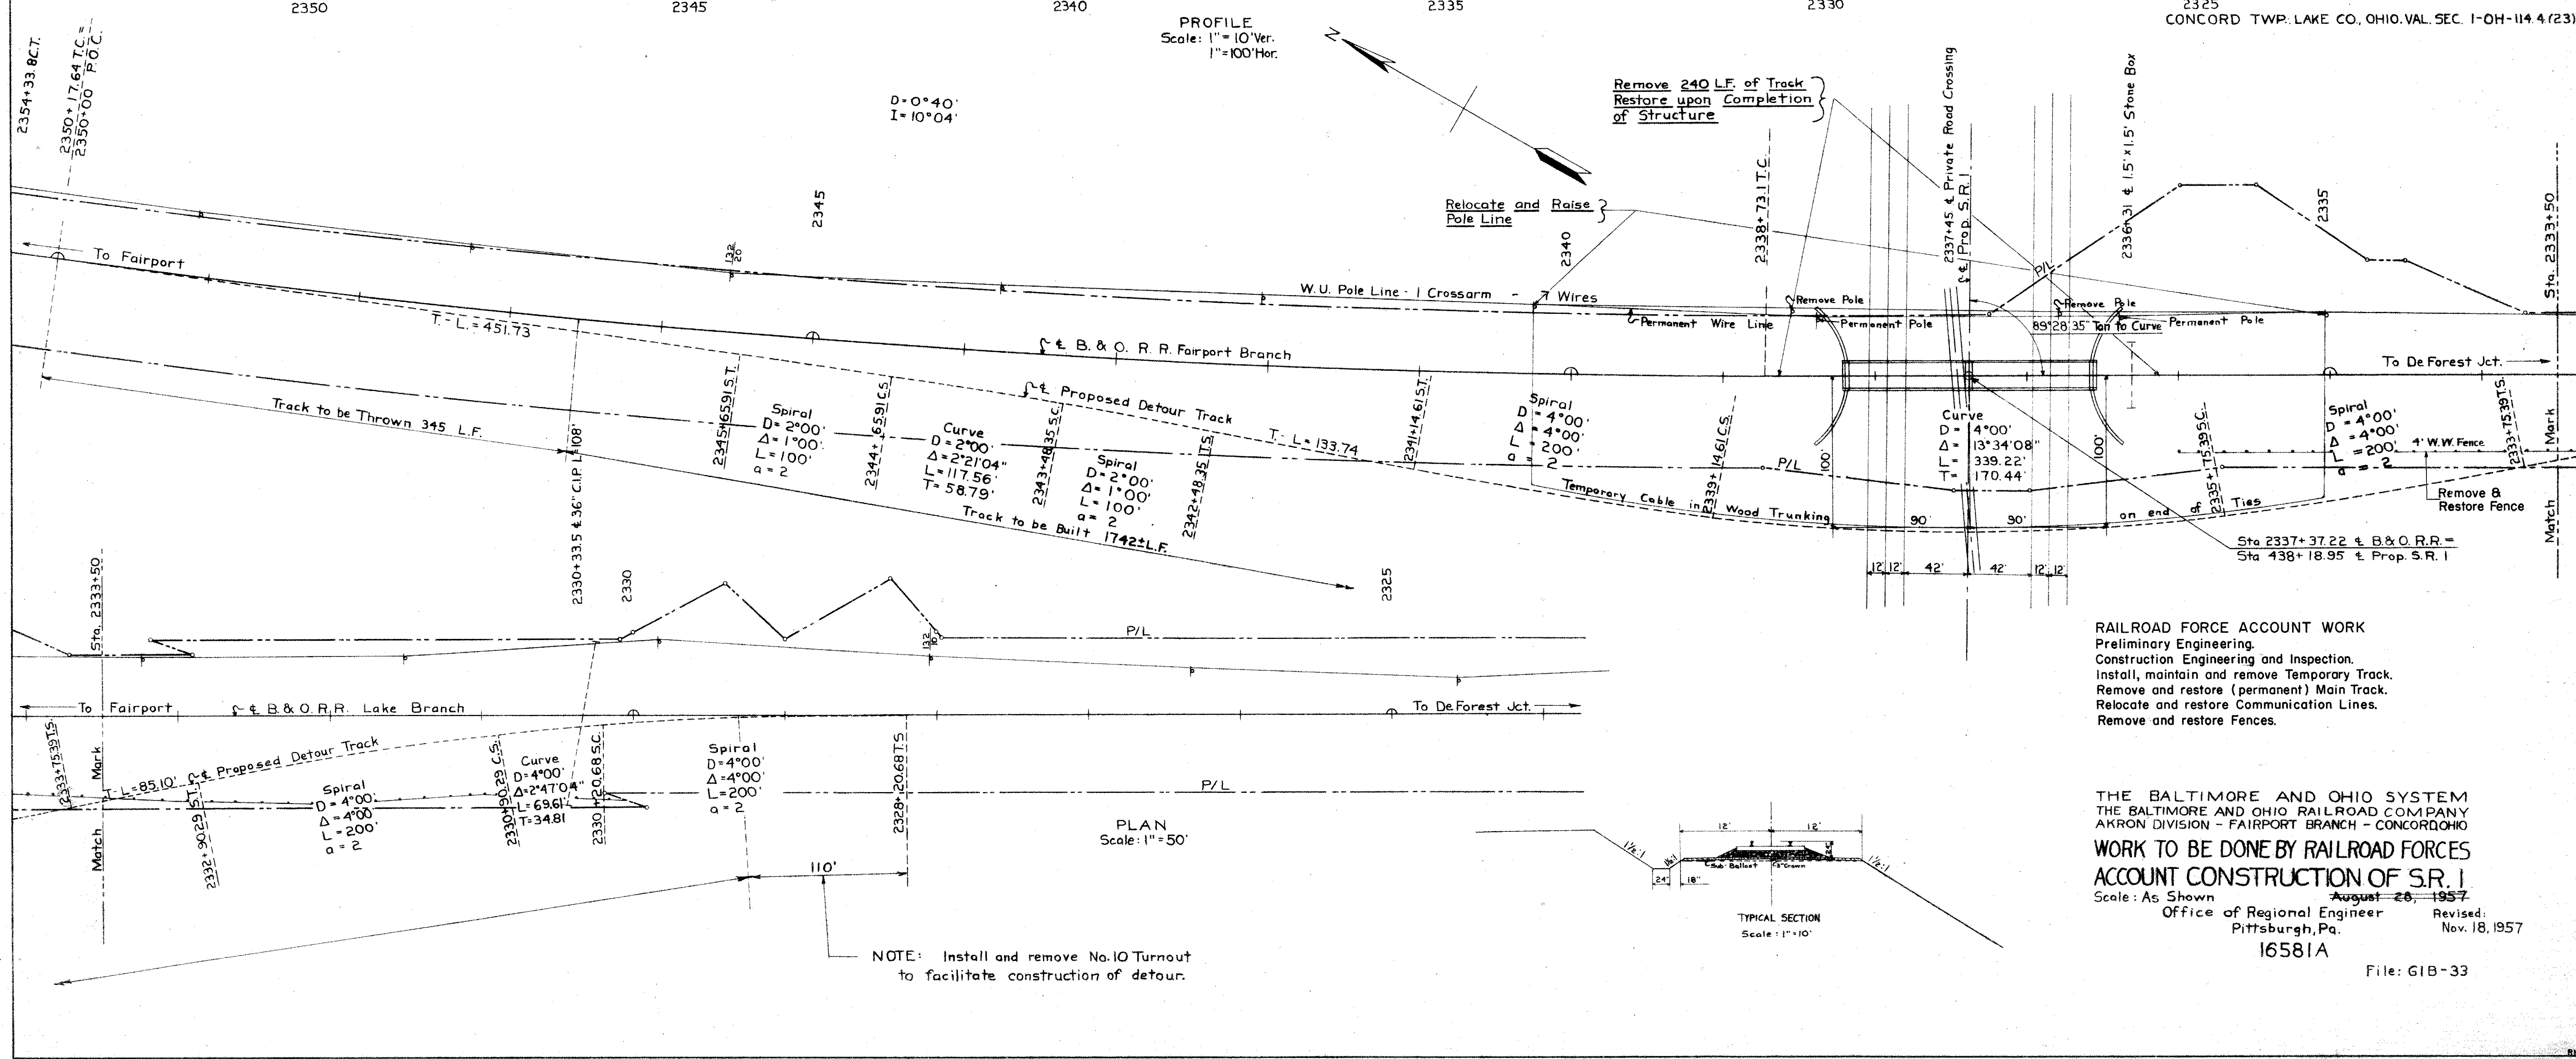 2350
2345
2340
2335
2330
2325
CONCORD TWP. LAKE CO., OHIO. VAL. SEC. 1-OH-114.4 (23)
PROFILE
Scale: 1" = 10' Ver.
1" = 100' Hor.
N
2354+33.8 C.T.
2350+17.64 T.C. =
2350+00 P.O.C.
D = 0°40'
I = 10°04'
Remove 240 L.F. of Track
Restore upon Completion
of Structure
Relocate and Raise
Pole Line
2345
2340
2338+73.1 T.C.
2337+45 ℄ Private Road Crossing
℄ Prop. S.R. 1
2336+31 ℄ 1.5' x 1.5' Stone Box
2335
Sta. 2333+50
To Fairport
132
20
W.U. Pole Line - 1 Crossarm - 7 Wires
Remove Pole
Remove Pole
P/L
Permanent Wire Line
Permanent Pole
89°28'35" Tan to Curve
Permanent Pole
T. - L. = 451.73
℄ B. & O. R. R. Fairport Branch
To De Forest Jct.
℄ Proposed Detour Track
T. - L. = 133.74
Track to be Thrown 345 L.F.
2330+33.5 ℄ 36" C.I.P. L=108'
2345+65.91 S.T.
Spiral
D = 2°00'
Δ = 1°00'
L = 100'
a = 2
2344+65.91 C.S.
Curve
D = 2°00'
Δ = 2°21'04"
L = 117.56'
T = 58.79'
2343+48.35 S.C.
Spiral
D = 2°00'
Δ = 1°00'
L = 100'
a = 2
2342+48.35 T.S.
Track to be Built 1742± L.F.
2341+14.61 S.T.
Spiral
D = 4°00'
Δ = 4°00'
L = 200'
a = 2
2339+14.61 C.S.
P/L
Curve
D = 4°00'
Δ = 13°34'08"
L = 339.22'
T = 170.44'
100'
100'
2335+75.39 S.C.
Spiral
D = 4°00'
Δ = 4°00'
L = 200'
a = 2
4' W.W. Fence
2333+75.39 T.S.
Match Mark
Temporary Cable in Wood Trunking on end of Ties
90'
90'
Remove &
Restore Fence
Sta 2337+37.22 ℄ B. & O. R.R. =
Sta 438+18.95 ℄ Prop. S.R. 1
12' 12' 42' 42' 12' 12'
Sta. 2333+50
2330
2325
132
10
P/L
To Fairport
℄ B. & O. R.R. Lake Branch
To De Forest Jct.
2333+75.39 T.S.
Match Mark
T. - L. = 85.10'
℄ Proposed Detour Track
2332+90.29 S.T.
Spiral
D = 4°00'
Δ = 4°00'
L = 200'
a = 2
2330+90.29 C.S.
Curve
D = 4°00'
Δ = 2°47'04"
L = 69.61'
T = 34.81
2330+20.68 S.C.
Spiral
D = 4°00'
Δ = 4°00'
L = 200'
a = 2
2328+20.68 T.S.
P/L
110'
PLAN
Scale: 1" = 50'
NOTE: Install and remove No. 10 Turnout
to facilitate construction of detour.
12'
12'
1½:1
1½:1
1½:1
Sub-Ballast
3" Crown
24"
18"
TYPICAL SECTION
Scale: 1" = 10'
RAILROAD FORCE ACCOUNT WORK
Preliminary Engineering.
Construction Engineering and Inspection.
Install, maintain and remove Temporary Track.
Remove and restore (permanent) Main Track.
Relocate and restore Communication Lines.
Remove and restore Fences.
THE BALTIMORE AND OHIO SYSTEM
THE BALTIMORE AND OHIO RAILROAD COMPANY
AKRON DIVISION - FAIRPORT BRANCH - CONCORD, OHIO
WORK TO BE DONE BY RAILROAD FORCES
ACCOUNT CONSTRUCTION OF S.R. 1
Scale: As Shown
August 28, 1957
Office of Regional Engineer
Revised:
Pittsburgh, Pa.
Nov. 18, 1957
16581A
File: G1B-33